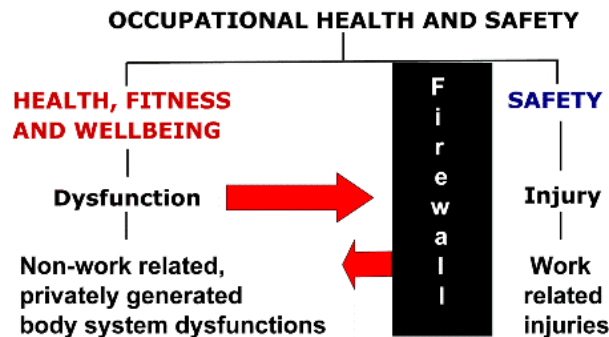 OCCUPATIONAL HEALTH AND SAFETY
HEALTH, FITNESS
AND WELLBEING
Dysfunction
Non-work related,
privately generated
body system dysfunctions
Firewall
SAFETY
Injury
Work
related
injuries